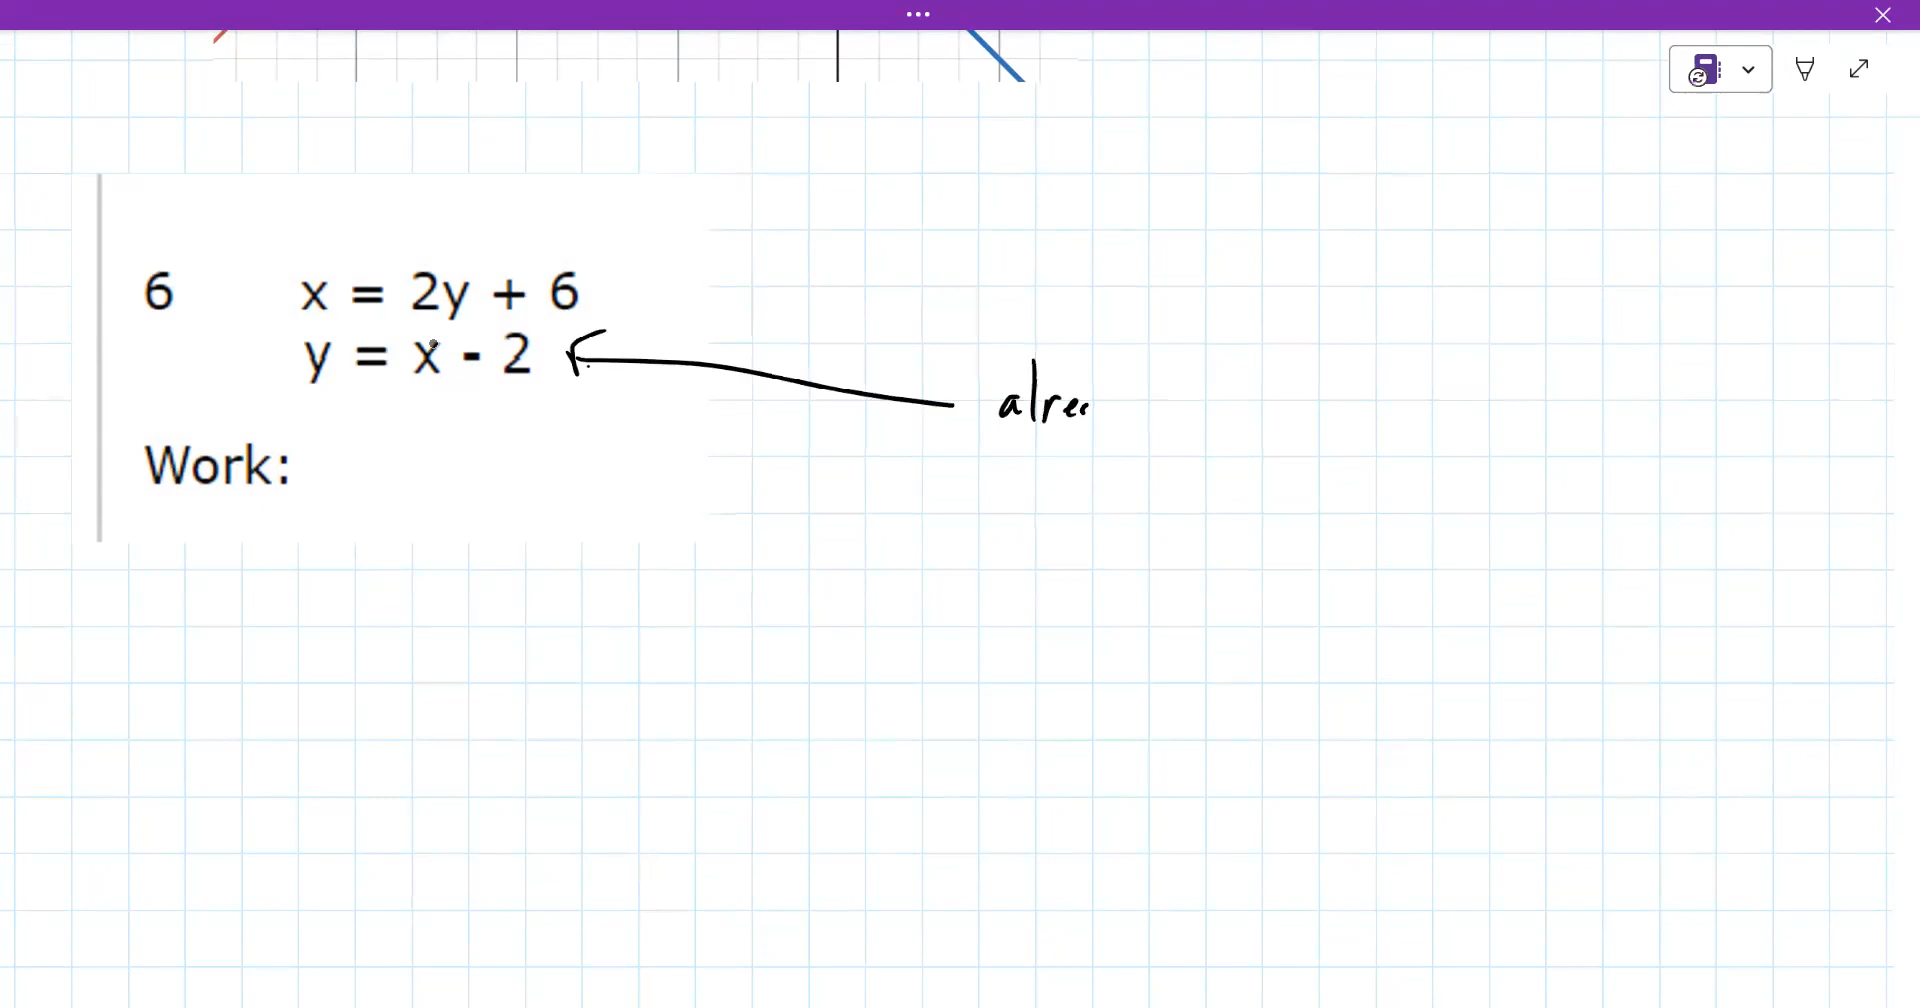 6 x = 2y + 6
y = x - 2
alre
Work: